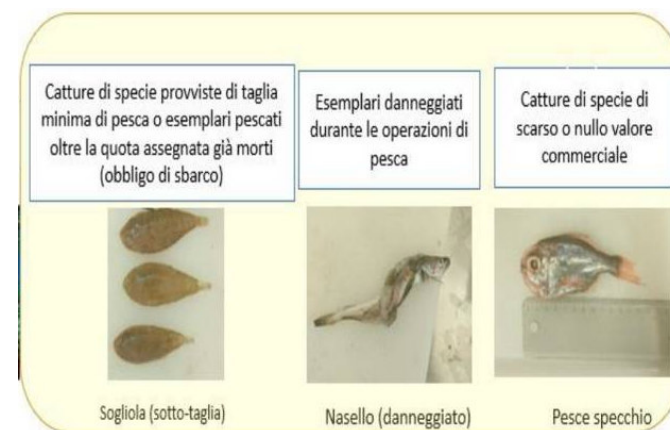 Catture di specie provviste di taglia
minima di pesca o esemplari pescati
oltre la quota assegnata già morti
(obbligo di sbarco)
Esemplari danneggiati
durante le operazioni di
pesca
Catture di specie di
scarso o nullo valore
commerciale
Sogliola (sotto-taglia)
Nasello (danneggiato)
Pesce specchio